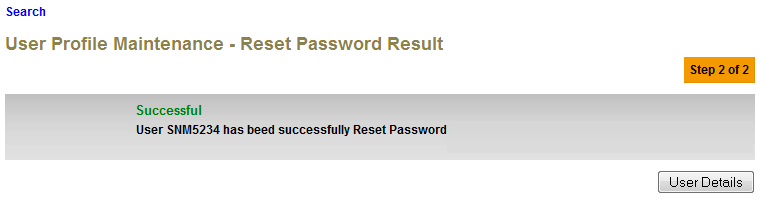 Search
User Profile Maintenance - Reset Password Result
Step 2 of 2
Successful
User SNM5234 has beed successfully Reset Password
User Details